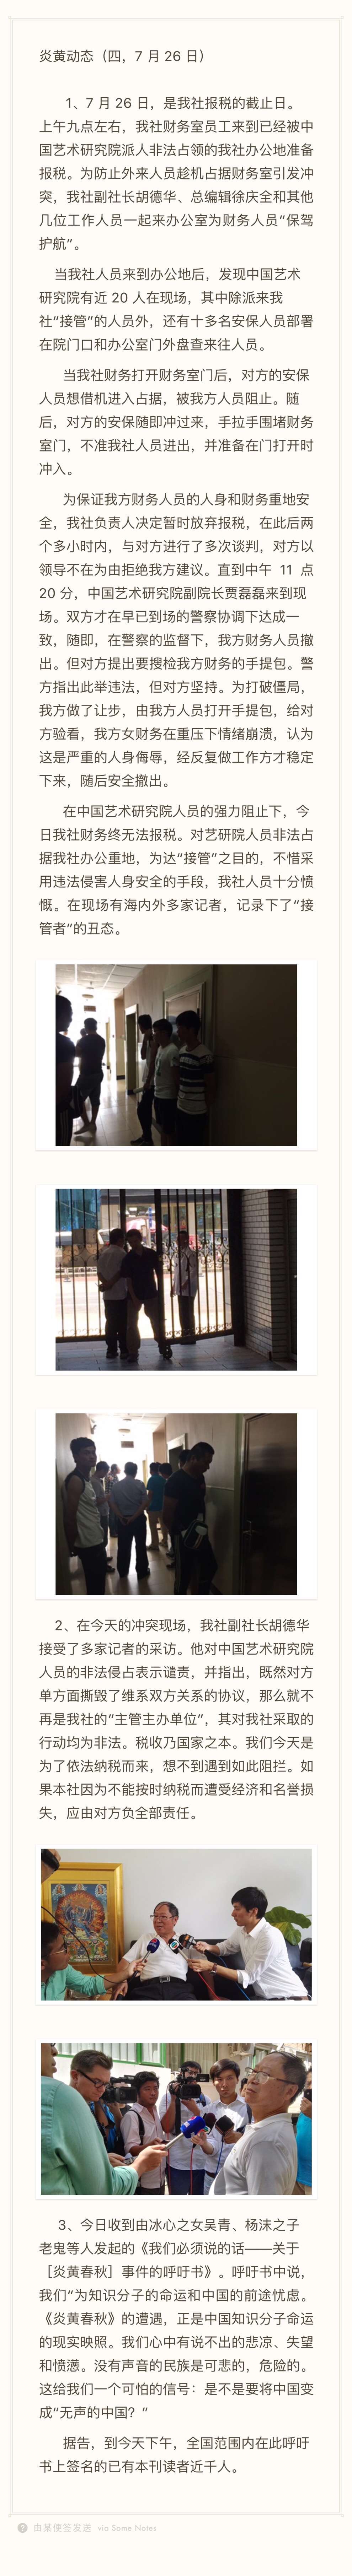 炎黄动态（四，7 月 26 日）
1、7 月 26 日，是我社报税的截止日。
上午九点左右，我社财务室员工来到已经被中
国艺术研究院派人非法占领的我社办公地准备
报税。为防止外来人员趁机占据财务室引发冲
突，我社副社长胡德华、总编辑徐庆全和其他
几位工作人员一起来办公室为财务人员“保驾
护航”。
当我社人员来到办公地后，发现中国艺术
研究院有近 20 人在现场，其中除派来我
社“接管”的人员外，还有十多名安保人员部署
在院门口和办公室门外盘查来往人员。
当我社财务打开财务室门后，对方的安保
人员想借机进入占据，被我方人员阻止。随
后，对方的安保随即冲过来，手拉手围堵财务
室门，不准我社人员进出，并准备在门打开时
冲入。
为保证我方财务人员的人身和财务重地安
全，我社负责人决定暂时放弃报税，在此后两
个多小时内，与对方进行了多次谈判，对方以
领导不在为由拒绝我方建议。直到中午 11 点
20 分，中国艺术研究院副院长贾磊磊来到现
场。双方才在早已到场的警察协调下达成一
致，随即，在警察的监督下，我方财务人员撤
出。但对方提出要搜检我方财务的手提包。警
方指出此举违法，但对方坚持。为打破僵局，
我方做了让步，由我方人员打开手提包，给对
方验看，我方女财务在重压下情绪崩溃，认为
这是严重的人身侮辱，经反复做工作方才稳定
下来，随后安全撤出。
在中国艺术研究院人员的强力阻止下，今
日我社财务终无法报税。对艺研院人员非法占
据我社办公重地，为达“接管”之目的，不惜采
用违法侵害人身安全的手段，我社人员十分愤
慨。在现场有海内外多家记者，记录下了“接
管者”的丑态。
2、在今天的冲突现场，我社副社长胡德华
接受了多家记者的采访。他对中国艺术研究院
人员的非法侵占表示谴责，并指出，既然对方
单方面撕毁了维系双方关系的协议，那么就不
再是我社的“主管主办单位”，其对我社采取的
行动均为非法。税收乃国家之本。我们今天是
为了依法纳税而来，想不到遇到如此阻拦。如
果本社因为不能按时纳税而遭受经济和名誉损
失，应由对方负全部责任。
3、今日收到由冰心之女吴青、杨沫之子
老鬼等人发起的《我们必须说的话——关于
［炎黄春秋］事件的呼吁书》。呼吁书中说，
我们”为知识分子的命运和中国的前途忧虑。
《炎黄春秋》的遭遇，正是中国知识分子命运
的现实映照。我们心中有说不出的悲凉、失望
和愤懑。没有声音的民族是可悲的，危险的。
这给我们一个可怕的信号：是不是要将中国变
成“无声的中国？“
据告，到今天下午，全国范围内在此呼吁
书上签名的已有本刊读者近千人。
由某便签发送 via Some Notes